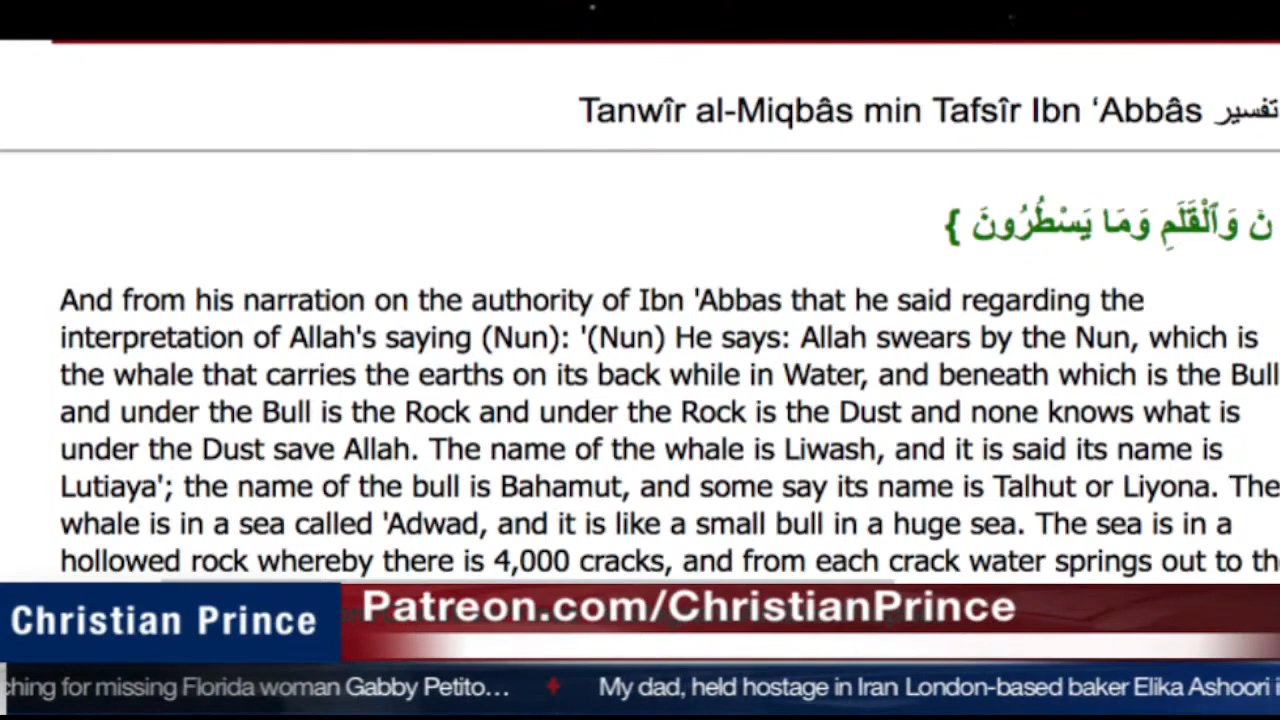 Tanwîr al-Miqbâs min Tafsîr Ibn ‘Abbâs تفسير
نۤ وَٱلْقَلَمِ وَمَا يَسْطُرُونَ }
And from his narration on the authority of Ibn 'Abbas that he said regarding the
interpretation of Allah's saying (Nun): '(Nun) He says: Allah swears by the Nun, which is
the whale that carries the earths on its back while in Water, and beneath which is the Bull
and under the Bull is the Rock and under the Rock is the Dust and none knows what is
under the Dust save Allah. The name of the whale is Liwash, and it is said its name is
Lutiaya'; the name of the bull is Bahamut, and some say its name is Talhut or Liyona. The
whale is in a sea called 'Adwad, and it is like a small bull in a huge sea. The sea is in a
hollowed rock whereby there is 4,000 cracks, and from each crack water springs out to the
Christian Prince
Patreon.com/ChristianPrince
ching for missing Florida woman Gabby Petito... My dad, held hostage in Iran London-based baker Elika Ashoori i